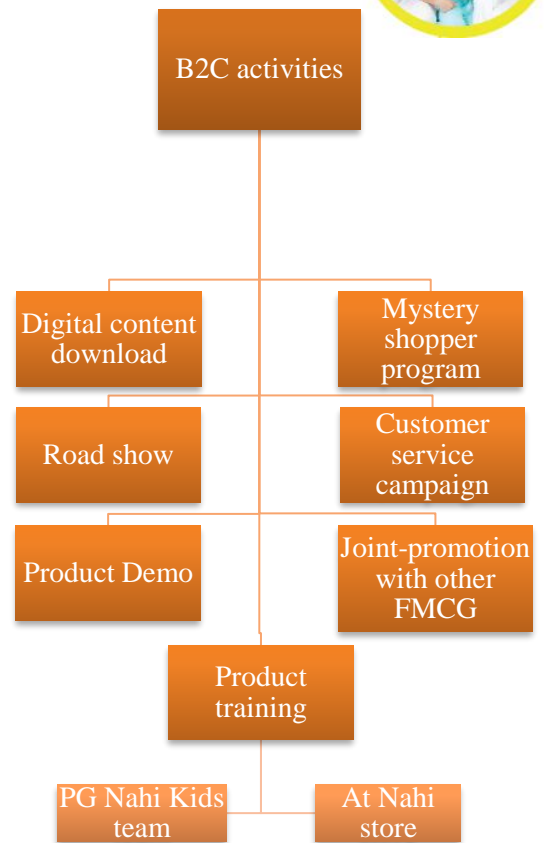 B2C activities
Digital content
download
Mystery
shopper
program
Road show
Customer
service
campaign
Product Demo
Joint-promotion
with other
FMCG
Product
training
PG Nahi Kids
team
At Nahi
store